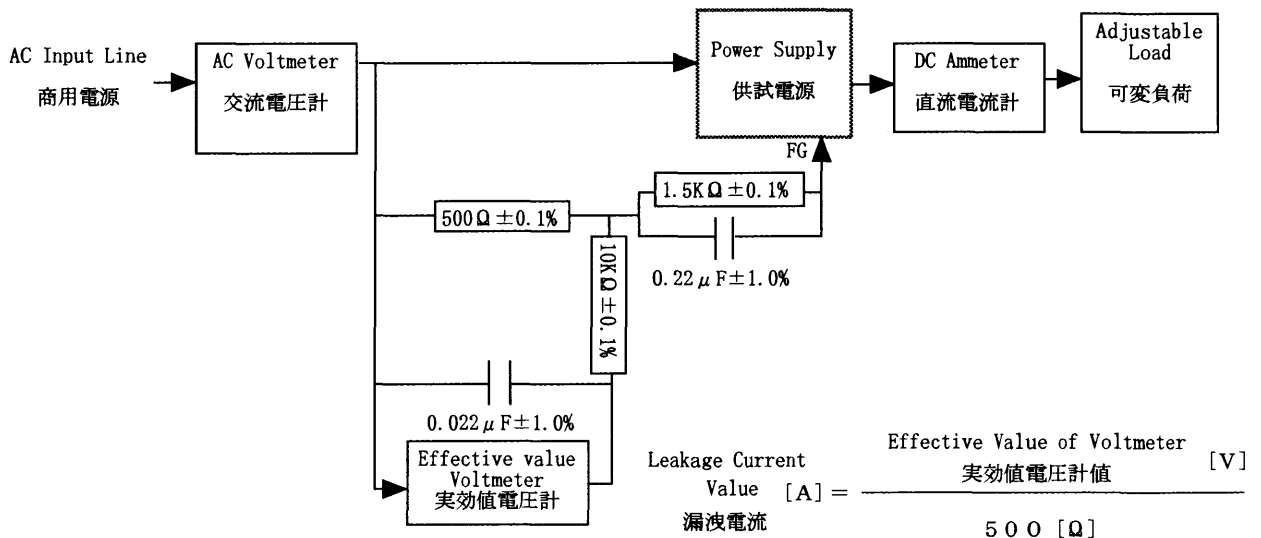 AC Input Line
商用電源
AC Voltmeter
交流電圧計
Power Supply
供試電源
DC Ammeter
直流電流計
Adjustable
Load
可変負荷
FG
1.5KΩ±0.1%
500Ω±0.1%
10KΩ±0.1%
0.22μF±1.0%
0.022μF±1.0%
Effective value
Voltmeter
実効値電圧計
Leakage Current
Value [A]=
漏洩電流
Effective Value of Voltmeter
実効値電圧計値 [V]
500 [Ω]